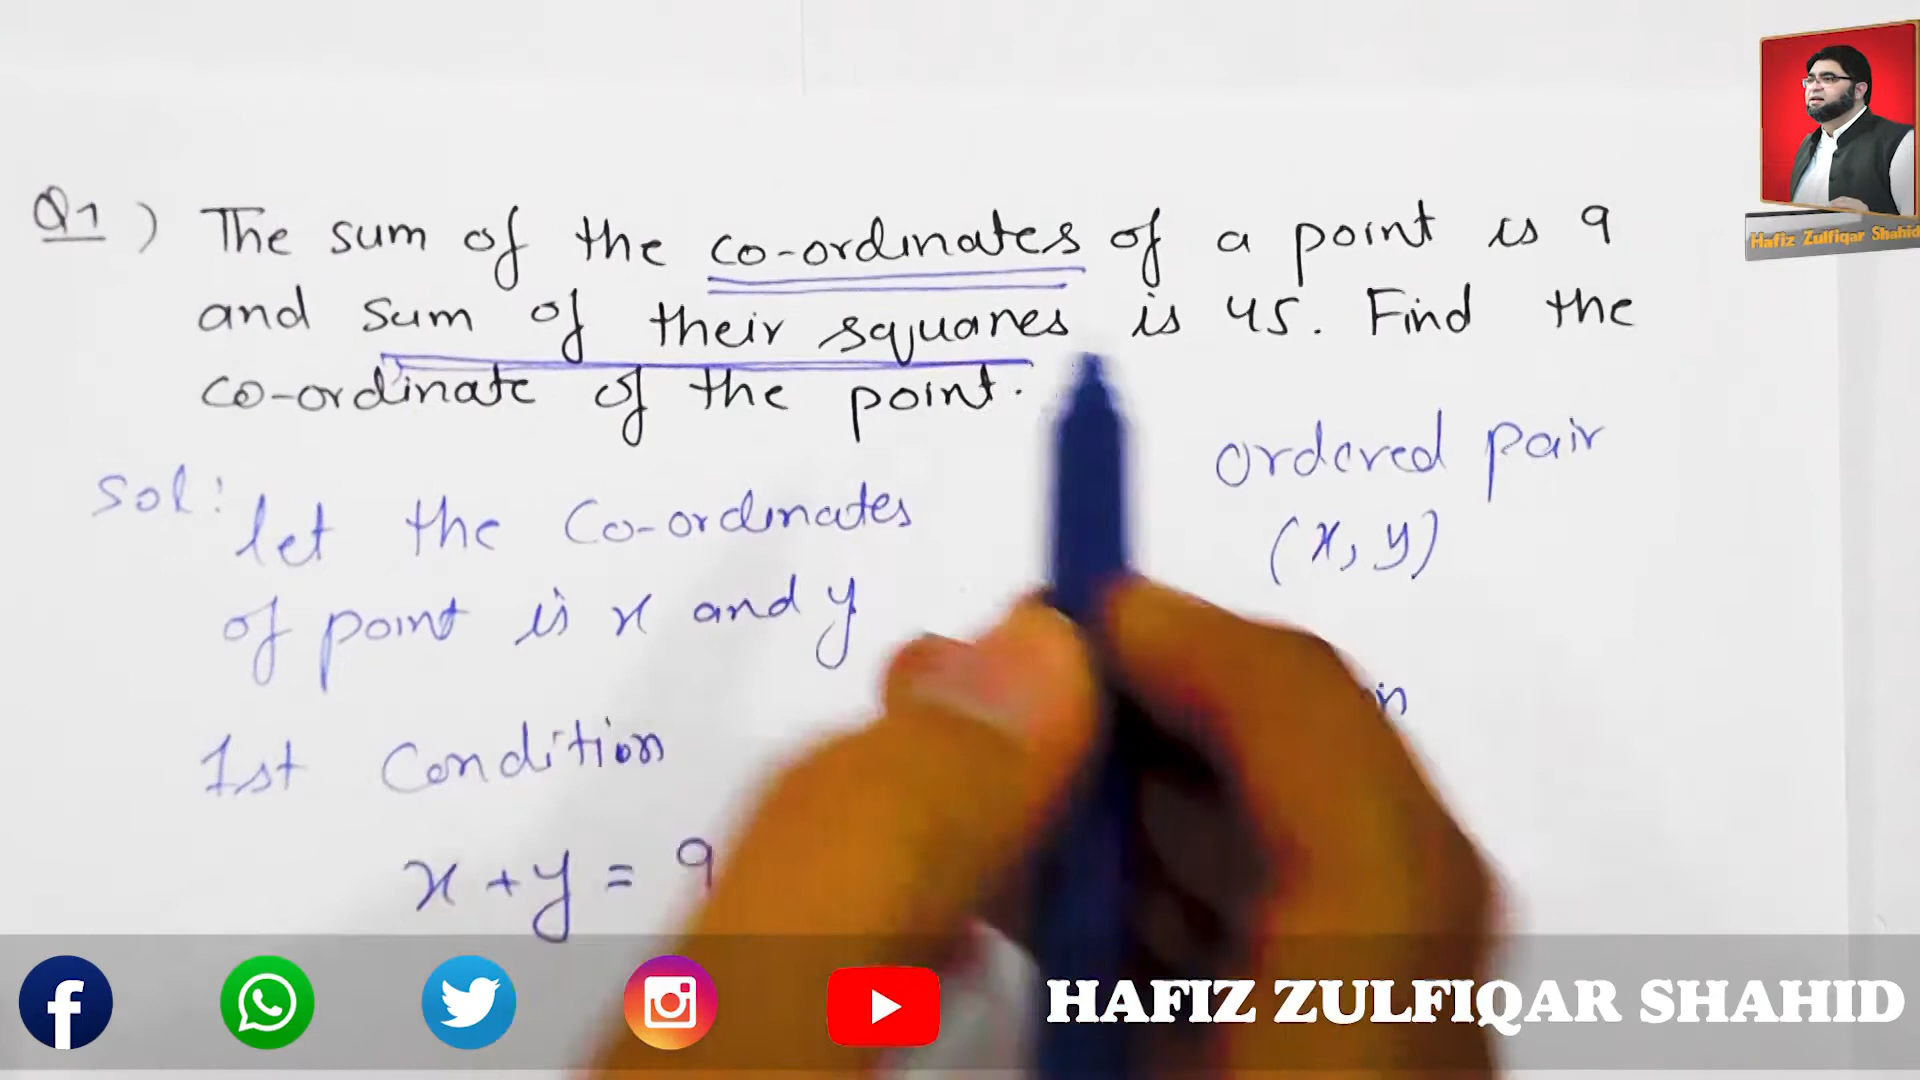 Q1) The sum of the co-ordinates of a point is 9
and sum of their squares is 45. Find the
co-ordinate of the point.
Sol: let the Co-ordinates
of point is x and y
ordered pair
(x, y)
1st Condition
x + y = 9
Hafiz Zulfiqar Shahid
HAFIZ ZULFIQAR SHAHID